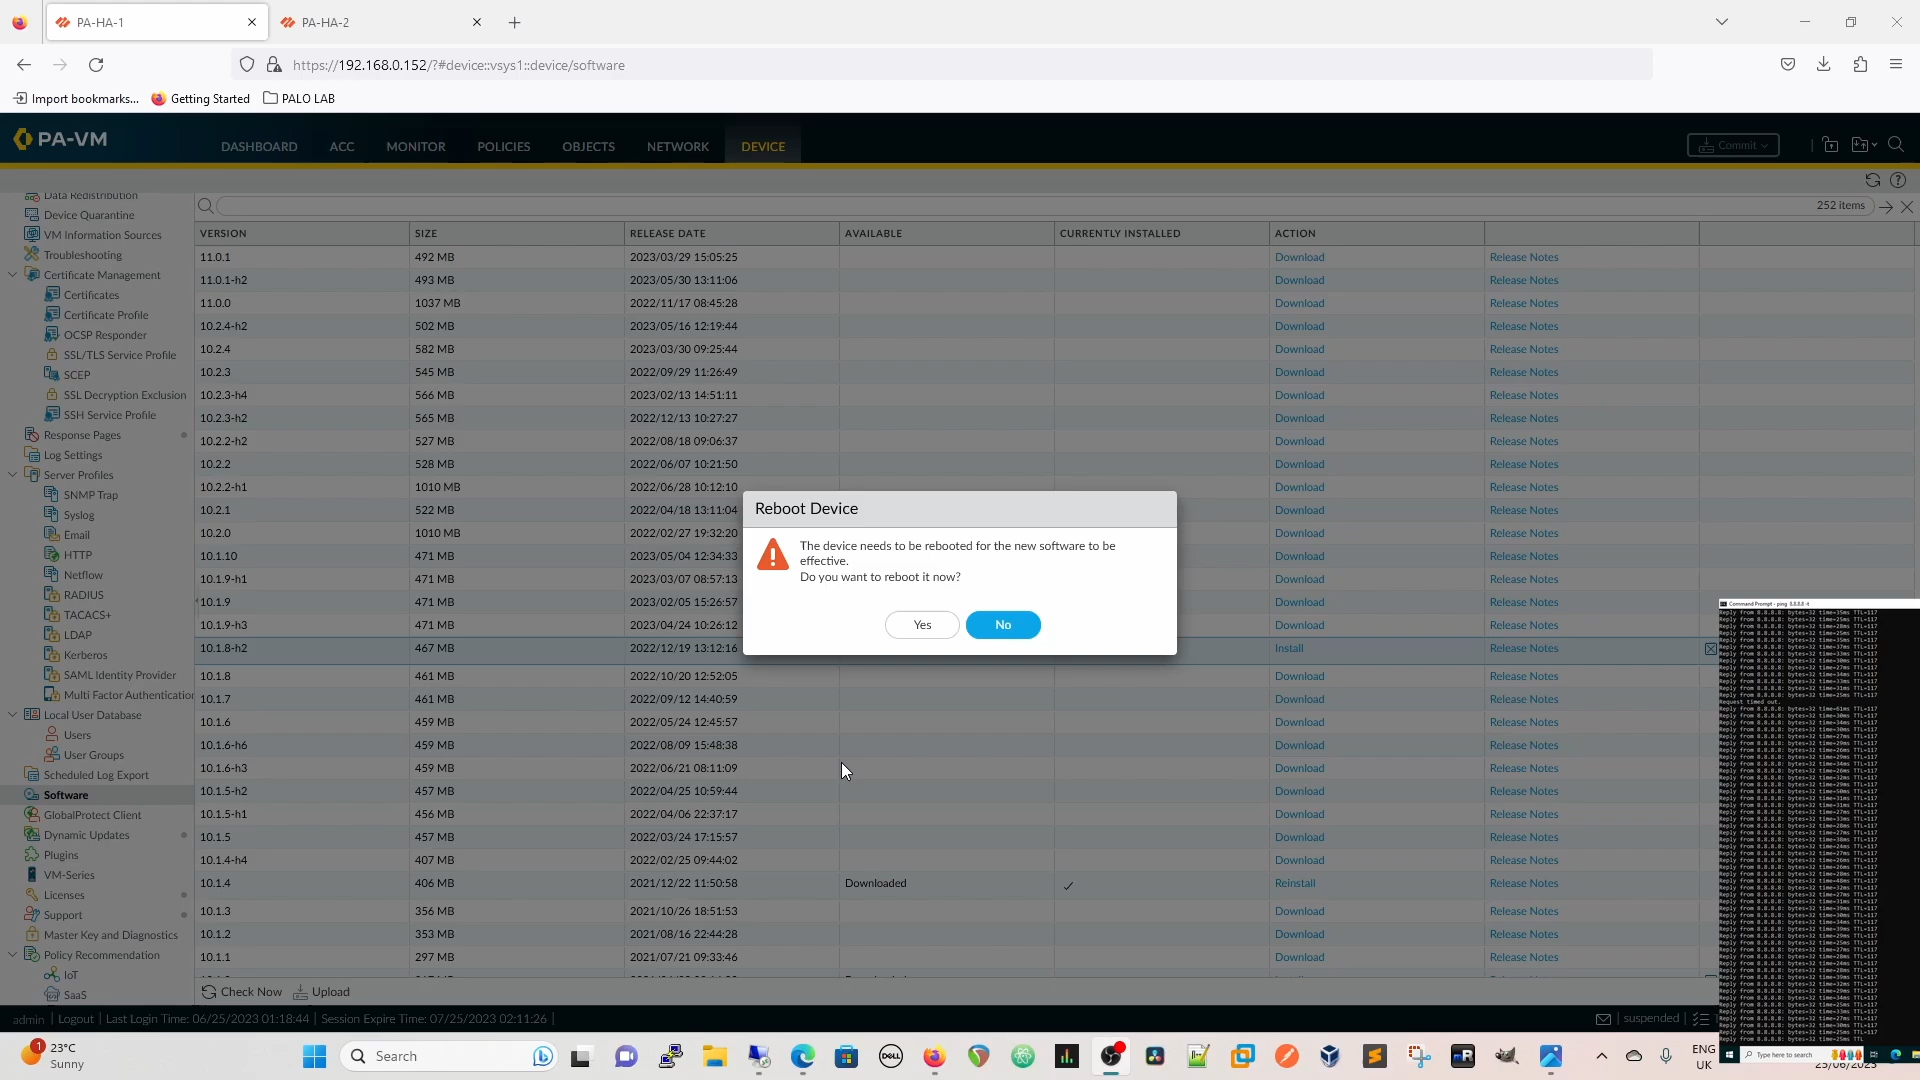 PA-HA-1
PA-HA-2
https://192.168.0.152/?#device::vsys1::device/software
Import bookmarks...
Getting Started
PALO LAB
PA-VM
DASHBOARD
ACC
MONITOR
POLICIES
OBJECTS
NETWORK
DEVICE
Commit
Data Redistribution
Device Quarantine
VM Information Sources
Troubleshooting
Certificate Management
Certificates
Certificate Profile
OCSP Responder
SSL/TLS Service Profile
SCEP
SSL Decryption Exclusion
SSH Service Profile
Response Pages
Log Settings
Server Profiles
SNMP Trap
Syslog
Email
HTTP
Netflow
RADIUS
TACACS+
LDAP
Kerberos
SAML Identity Provider
Multi Factor Authentication
Local User Database
Users
User Groups
Scheduled Log Export
Software
GlobalProtect Client
Dynamic Updates
Plugins
VM-Series
Licenses
Support
Master Key and Diagnostics
Policy Recommendation
IoT
SaaS
252 items
VERSION SIZE RELEASE DATE AVAILABLE CURRENTLY INSTALLED ACTION
11.0.1 492 MB 2023/03/29 15:05:25 Download Release Notes
11.0.1-h2 493 MB 2023/05/30 13:11:06 Download Release Notes
11.0.0 1037 MB 2022/11/17 08:45:28 Download Release Notes
10.2.4-h2 502 MB 2023/05/16 12:19:44 Download Release Notes
10.2.4 582 MB 2023/03/30 09:25:44 Download Release Notes
10.2.3 545 MB 2022/09/29 11:26:49 Download Release Notes
10.2.3-h4 566 MB 2023/02/13 14:51:11 Download Release Notes
10.2.3-h2 565 MB 2022/12/13 10:27:27 Download Release Notes
10.2.2-h2 527 MB 2022/08/18 09:06:37 Download Release Notes
10.2.2 528 MB 2022/06/07 10:21:50 Download Release Notes
10.2.2-h1 1010 MB 2022/06/28 10:12:10 Download Release Notes
10.2.1 522 MB 2022/04/18 13:11:04 Download Release Notes
10.2.0 1010 MB 2022/02/27 19:32:20 Download Release Notes
10.1.10 471 MB 2023/05/04 12:34:33 Download Release Notes
10.1.9-h1 471 MB 2023/03/07 08:57:13 Download Release Notes
10.1.9 471 MB 2023/02/05 15:26:57 Download Release Notes
10.1.9-h3 471 MB 2023/04/24 10:26:12 Download Release Notes
10.1.8-h2 467 MB 2022/12/19 13:12:16 Install Release Notes
10.1.8 461 MB 2022/10/20 12:52:05 Download Release Notes
10.1.7 461 MB 2022/09/12 14:40:59 Download Release Notes
10.1.6 459 MB 2022/05/24 12:45:57 Download Release Notes
10.1.6-h6 459 MB 2022/08/09 15:48:38 Download Release Notes
10.1.6-h3 459 MB 2022/06/21 08:11:09 Download Release Notes
10.1.5-h2 457 MB 2022/04/25 10:59:44 Download Release Notes
10.1.5-h1 456 MB 2022/04/06 22:37:17 Download Release Notes
10.1.5 457 MB 2022/03/24 17:15:57 Download Release Notes
10.1.4-h4 407 MB 2022/02/25 09:44:02 Download Release Notes
10.1.4 406 MB 2021/12/22 11:50:58 Downloaded ✓ Reinstall Release Notes
10.1.3 356 MB 2021/10/26 18:51:53 Download Release Notes
10.1.2 353 MB 2021/08/16 22:44:28 Download Release Notes
10.1.1 297 MB 2021/07/21 09:33:46 Download Release Notes
Reboot Device
The device needs to be rebooted for the new software to be
effective.
Do you want to reboot it now?
Yes
No
Check Now
Upload
admin | Logout | Last Login Time: 06/25/2023 01:18:44 | Session Expire Time: 07/25/2023 02:11:26 |
suspended
Command Prompt - ping 8.8.8.8 -t
Request timed out.
Type here to search
1
23°C
Sunny
Search
DELL
ENG
UK
25/06/2023